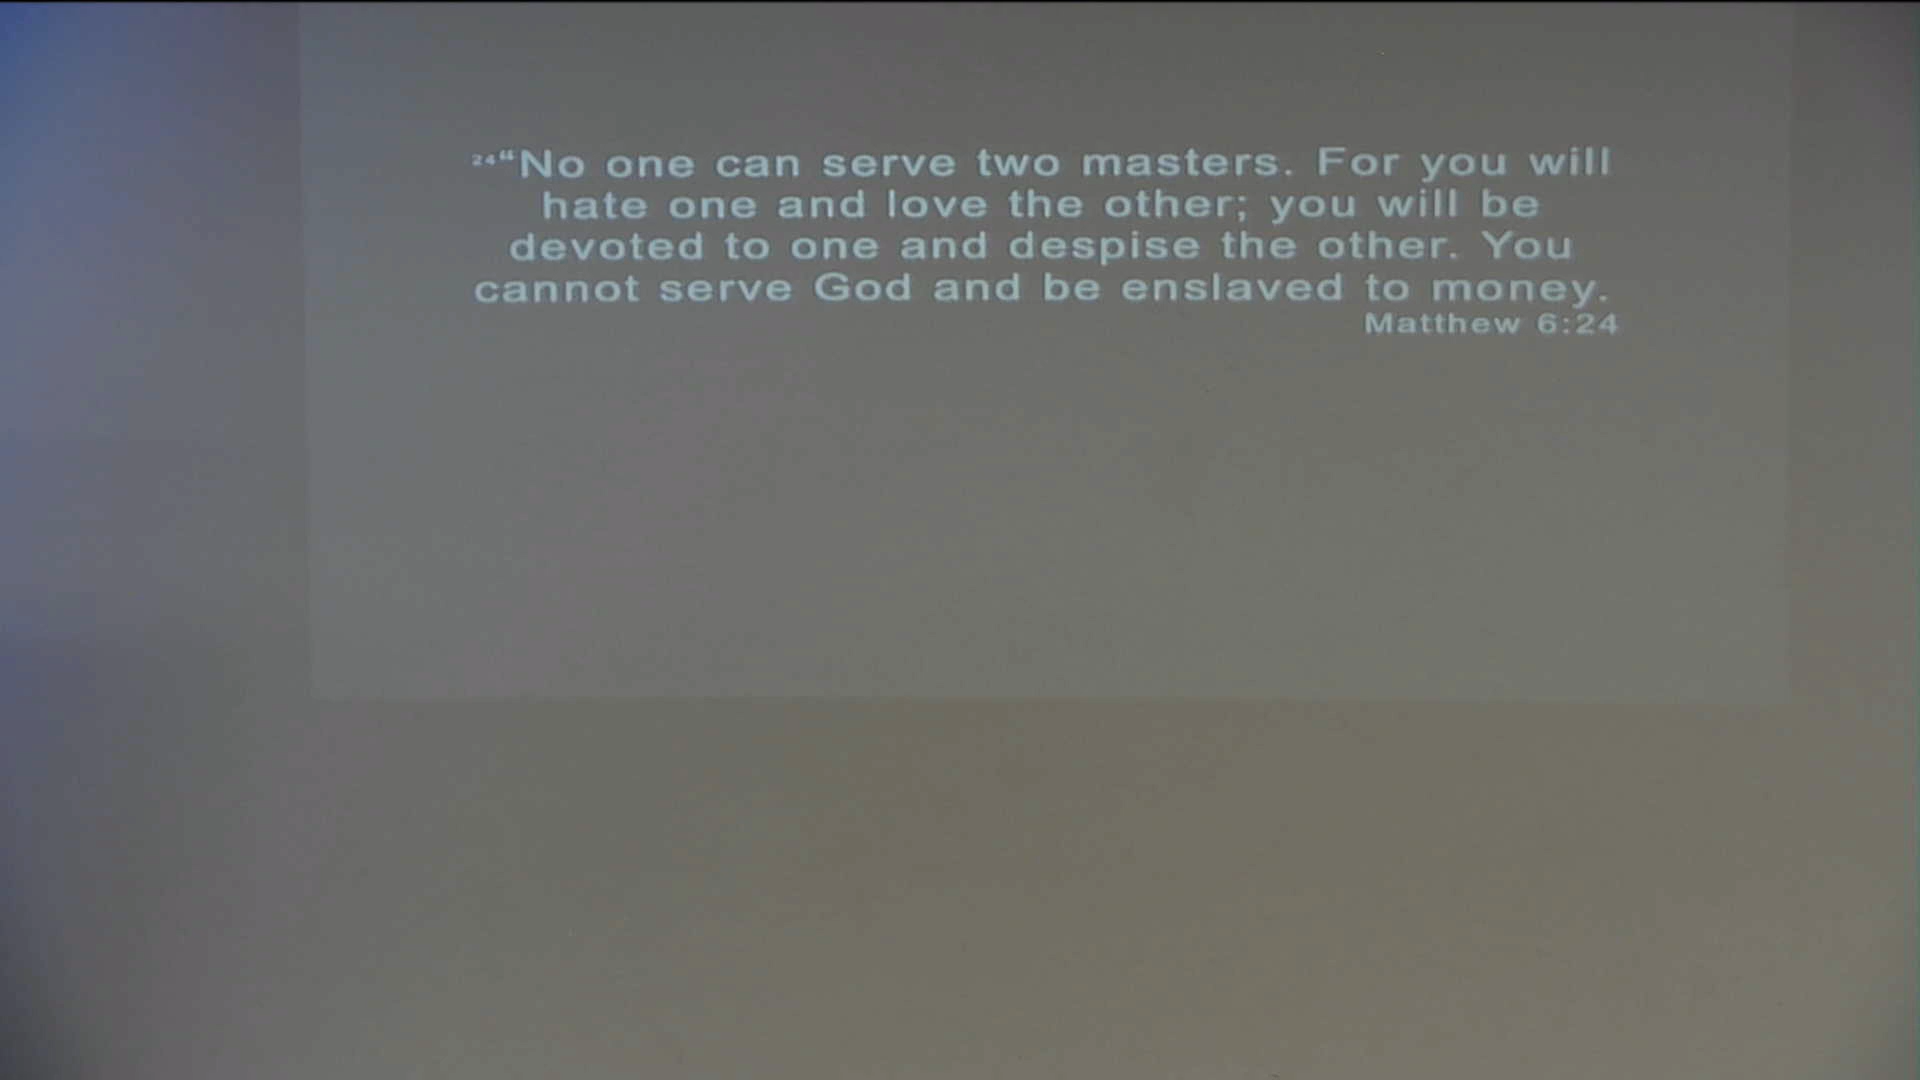 24“No one can serve two masters. For you will
hate one and love the other; you will be
devoted to one and despise the other. You
cannot serve God and be enslaved to money.
Matthew 6:24